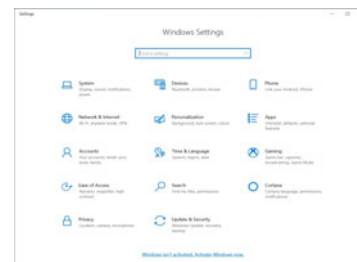 Settings
Windows Settings
Find a setting
System
Display, sound, notifications,
power
Devices
Bluetooth, printers, mouse
Phone
Link your Android, iPhone
Network & Internet
Wi-Fi, airplane mode, VPN
Personalization
Background, lock screen, colors
Apps
Uninstall, defaults, optional
features
Accounts
Your accounts, email, sync,
work, family
Time & Language
Speech, region, date
Gaming
Game bar, captures,
broadcasting, Game Mode
Ease of Access
Narrator, magnifier, high
contrast
Search
Find my files, permissions
Cortana
Cortana language, permissions,
notifications
Privacy
Location, camera, microphone
Update & Security
Windows Update, recovery,
backup
Windows isn't activated. Activate Windows now.